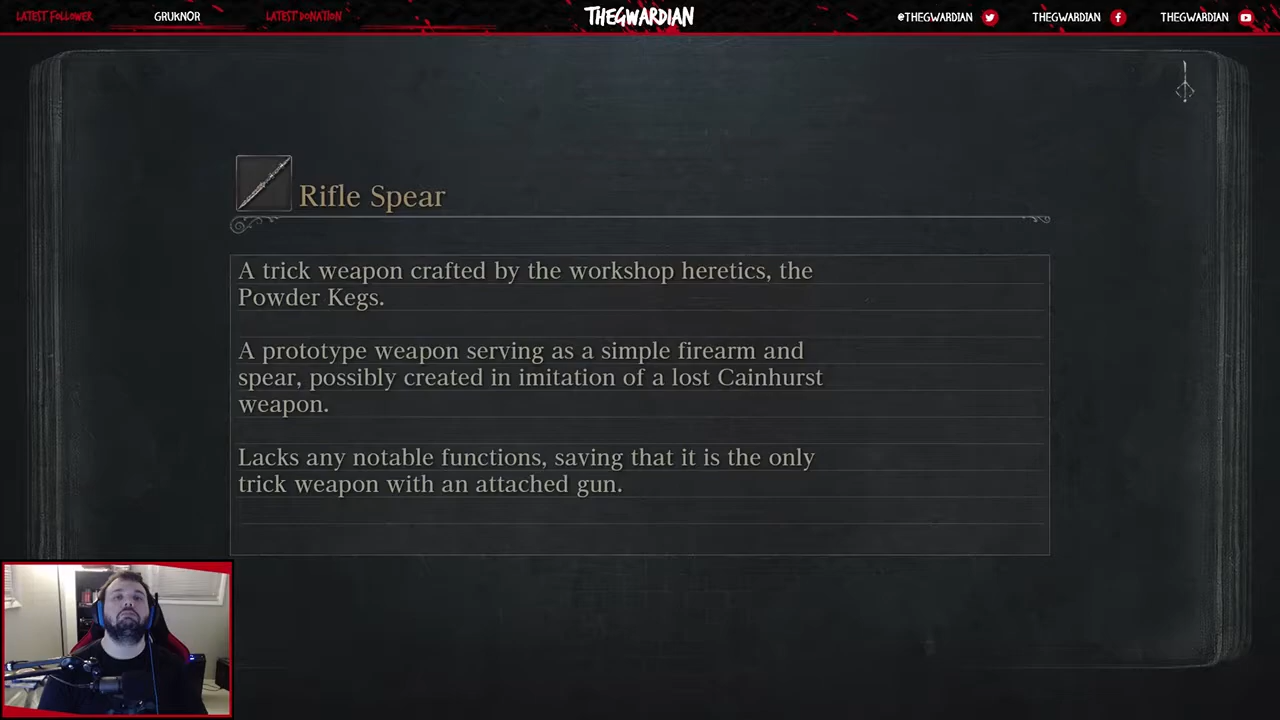 LATEST FOLLOWER
GRUKNOR
LATEST DONATION
THEGWARDIAN
@THEGWARDIAN
THEGWARDIAN
THEGWARDIAN
Rifle Spear
A trick weapon crafted by the workshop heretics, the
Powder Kegs.
A prototype weapon serving as a simple firearm and
spear, possibly created in imitation of a lost Cainhurst
weapon.
Lacks any notable functions, saving that it is the only
trick weapon with an attached gun.